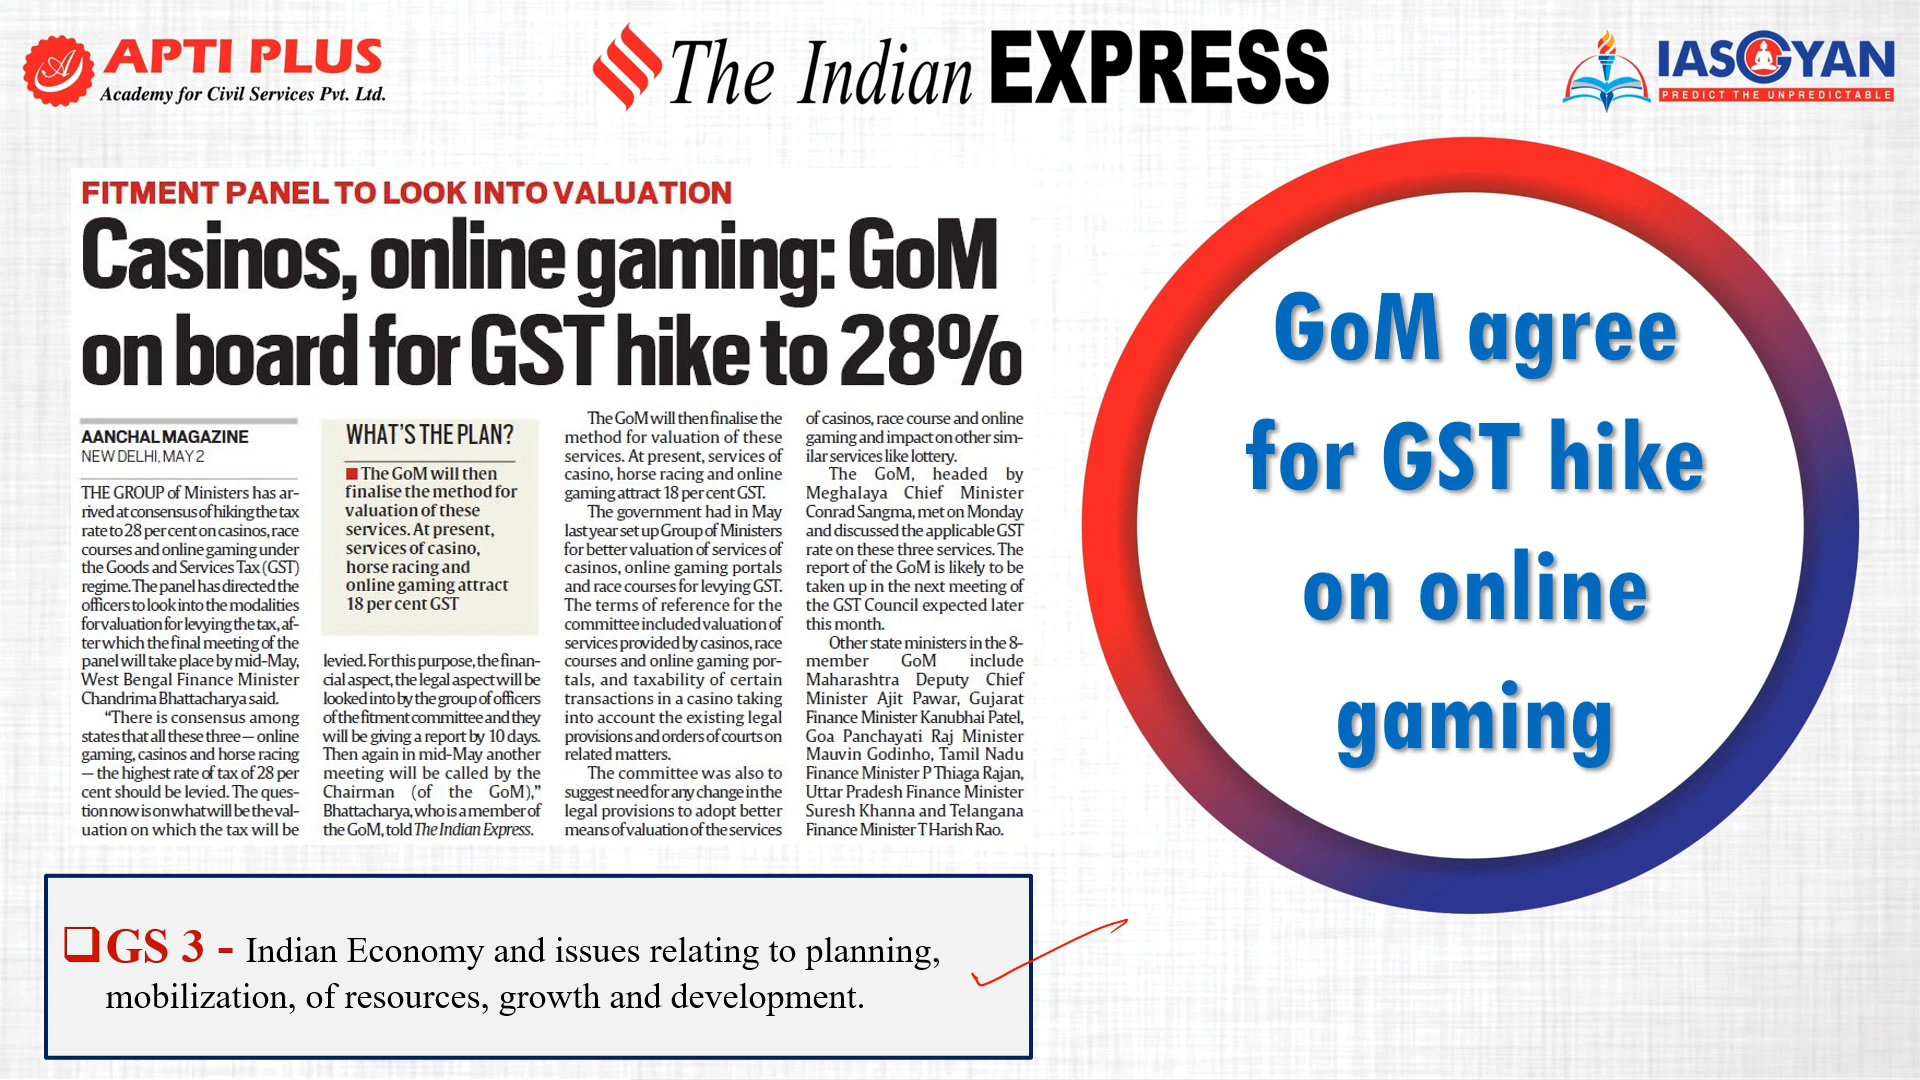 APTI PLUS
Academy for Civil Services Pvt. Ltd.
The Indian EXPRESS
IASGYAN
PREDICT THE UNPREDICTABLE
FITMENT PANEL TO LOOK INTO VALUATION
Casinos, online gaming: GoM
on board for GST hike to 28%
AANCHAL MAGAZINE
NEW DELHI, MAY 2
THE GROUP of Ministers has ar-
rived at consensus of hiking the tax
rate to 28 per cent on casinos, race
courses and online gaming under
the Goods and Services Tax (GST)
regime. The panel has directed the
officers to look into the modalities
for valuation for levying the tax, af-
ter which the final meeting of the
panel will take place by mid-May,
West Bengal Finance Minister
Chandrima Bhattacharya said.
"There is consensus among
states that all these three — online
gaming, casinos and horse racing
— the highest rate of tax of 28 per
cent should be levied. The ques-
tion now is on what will be the val-
uation on which the tax will be
WHAT'S THE PLAN?
■ The GoM will then
finalise the method for
valuation of these
services. At present,
services of casino,
horse racing and
online gaming attract
18 per cent GST
levied. For this purpose, the finan-
cial aspect, the legal aspect will be
looked into by the group of officers
of the fitment committee and they
will be giving a report by 10 days.
Then again in mid-May another
meeting will be called by the
Chairman (of the GoM),"
Bhattacharya, who is a member of
the GoM, told The Indian Express.
The GoM will then finalise the
method for valuation of these
services. At present, services of
casino, horse racing and online
gaming attract 18 per cent GST.
The government had in May
last year set up Group of Ministers
for better valuation of services of
casinos, online gaming portals
and race courses for levying GST.
The terms of reference for the
committee included valuation of
services provided by casinos, race
courses and online gaming por-
tals, and taxability of certain
transactions in a casino taking
into account the existing legal
provisions and orders of courts on
related matters.
The committee was also to
suggest need for any change in the
legal provisions to adopt better
means of valuation of the services
of casinos, race course and online
gaming and impact on other sim-
ilar services like lottery.
The GoM, headed by
Meghalaya Chief Minister
Conrad Sangma, met on Monday
and discussed the applicable GST
rate on these three services. The
report of the GoM is likely to be
taken up in the next meeting of
the GST Council expected later
this month.
Other state ministers in the 8-
member GoM include
Maharashtra Deputy Chief
Minister Ajit Pawar, Gujarat
Finance Minister Kanubhai Patel,
Goa Panchayati Raj Minister
Mauvin Godinho, Tamil Nadu
Finance Minister P Thiaga Rajan,
Uttar Pradesh Finance Minister
Suresh Khanna and Telangana
Finance Minister T Harish Rao.
GoM agree
for GST hike
on online
gaming
❑GS 3 - Indian Economy and issues relating to planning,
mobilization, of resources, growth and development.